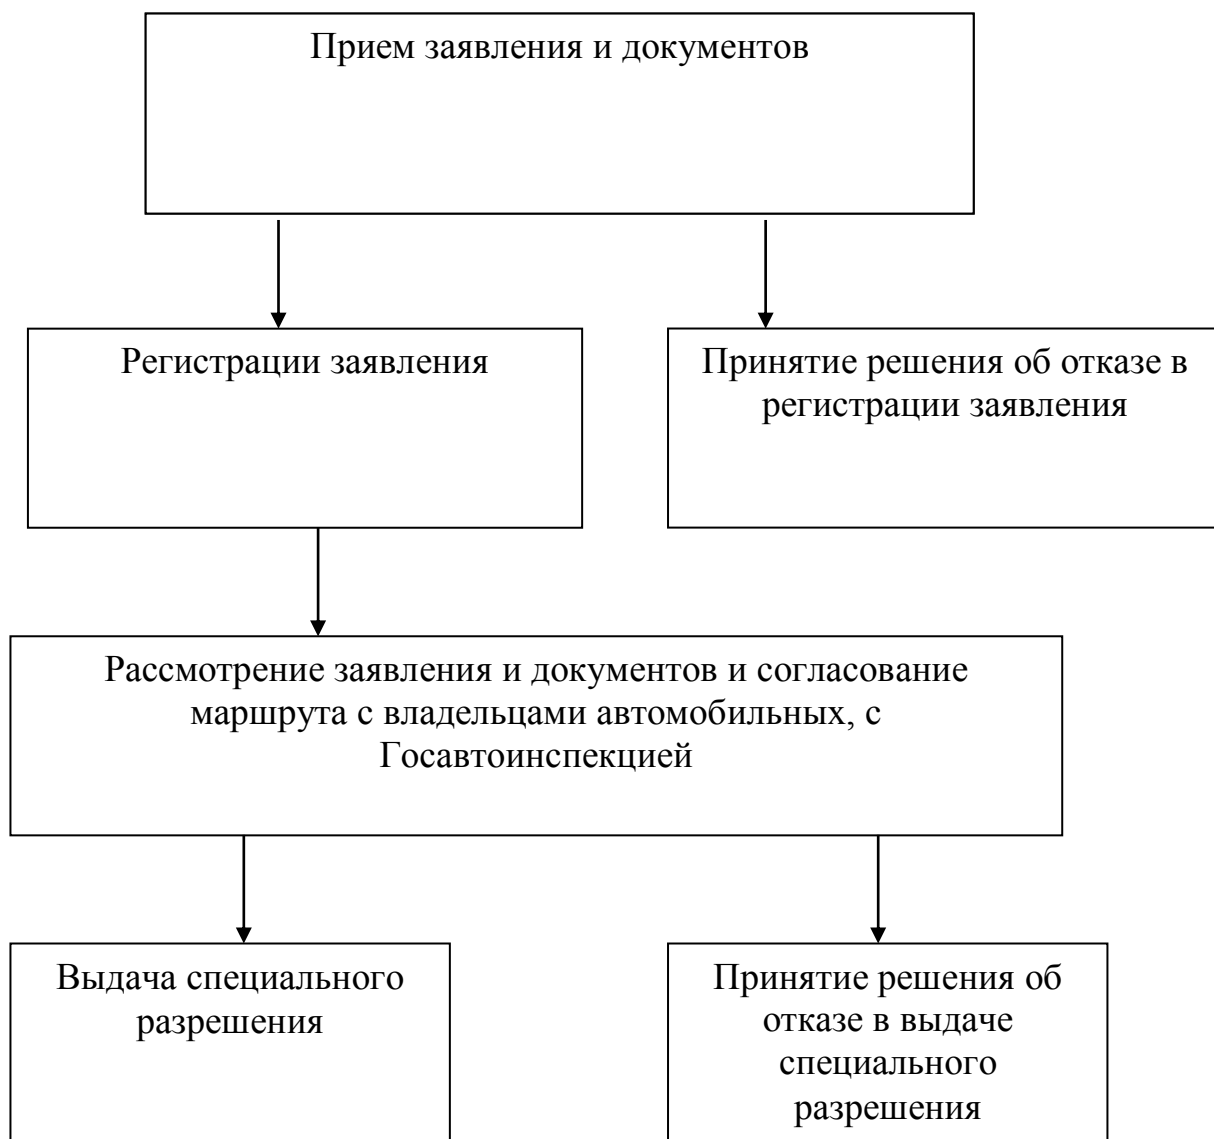 Прием заявления и документов
Регистрации заявления
Принятие решения об отказе в
регистрации заявления
Рассмотрение заявления и документов и согласование
маршрута с владельцами автомобильных, с
Госавтоинспекцией
Выдача специального
разрешения
Принятие решения об
отказе в выдаче
специального
разрешения